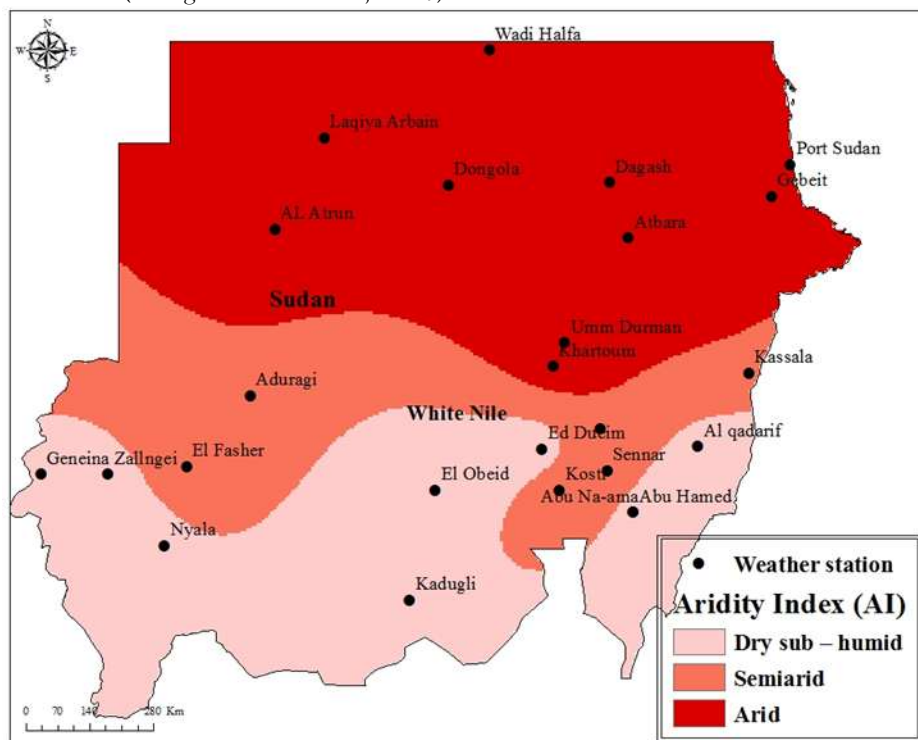 N
W E
S
Wadi Halfa
Laqiya Arbain
Port Sudan
Dongola
Dagash
Gebeit
AL Atrun
Atbara
Sudan
Umm Durman
Khartoum
Kassala
Aduragi
White Nile
Ed Dueim
Al qadarif
El Fasher
Geneina Zallngei
Sennar
El Obeid
Kosti
Abu Na-ama Abu Hamed
Nyala
Kadugli
Weather station
Aridity Index (AI)
Dry sub – humid
Semiarid
Arid
0 70 140 280 Km